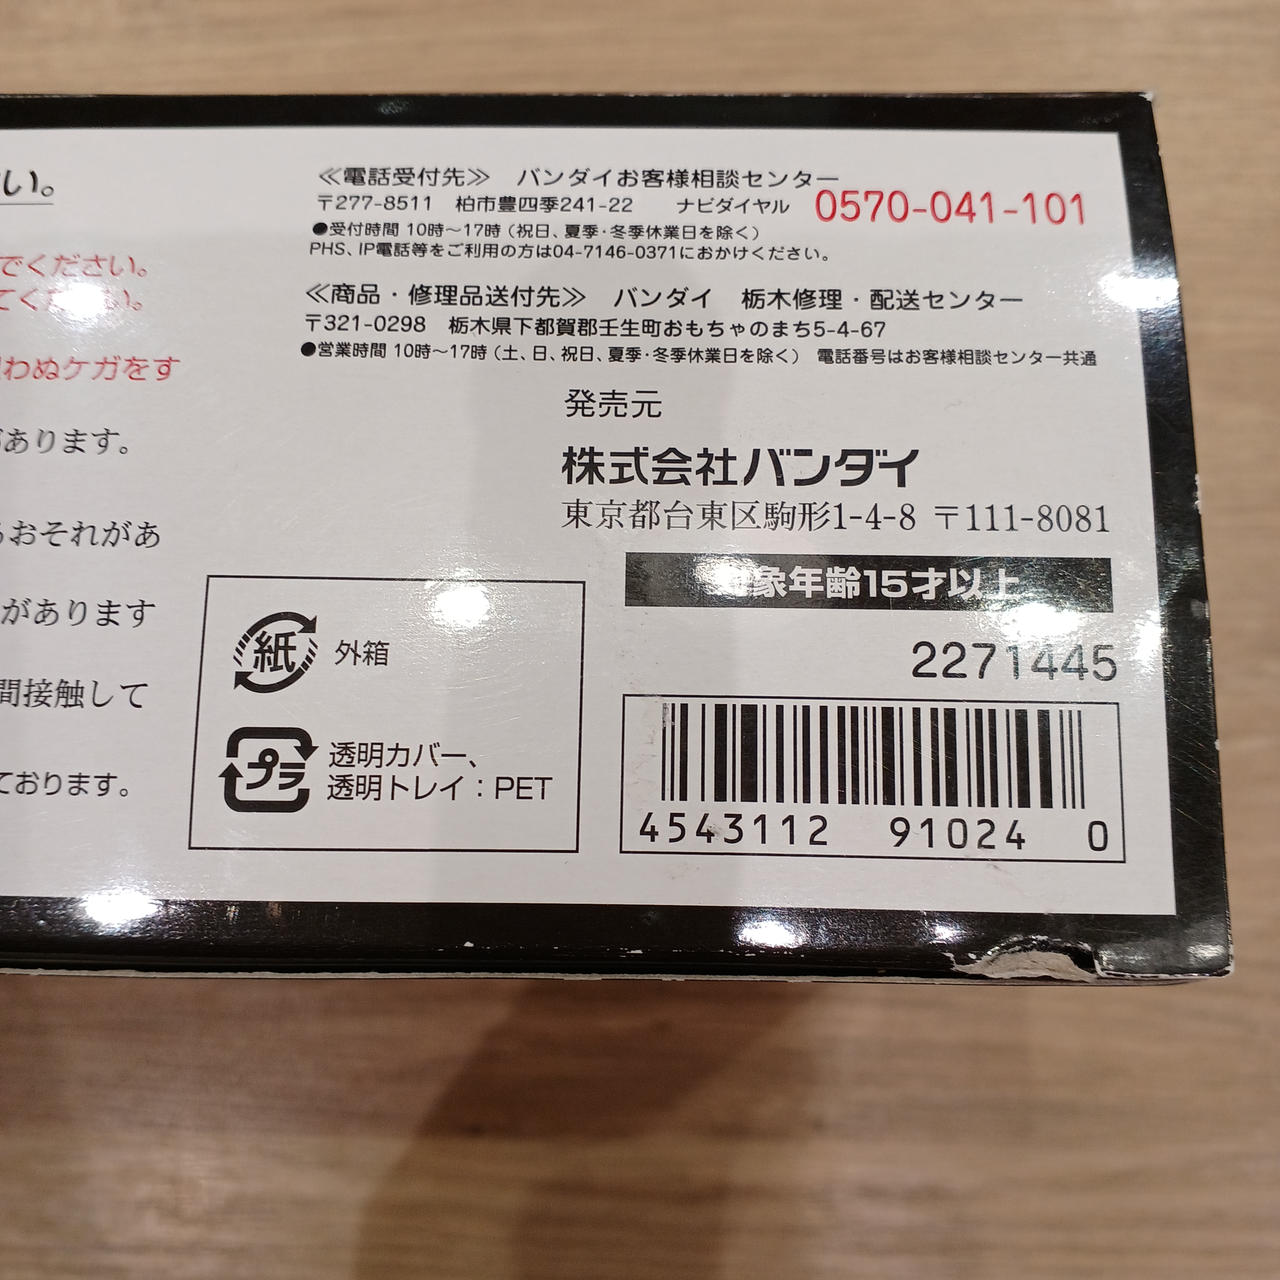 い。
でください。
てください。
わぬケガをす
があります。
るおそれがあ
があります
間接触して
ております。
≪電話受付先≫ バンダイお客様相談センター
〒277-8511 柏市豊四季241-22 ナビダイヤル 0570-041-101
●受付時間 10時～17時（祝日、夏季・冬季休業日を除く）
PHS、IP電話等をご利用の方は04-7146-0371におかけください。
≪商品・修理品送付先≫ バンダイ 栃木修理・配送センター
〒321-0298 栃木県下都賀郡壬生町おもちゃのまち5-4-67
●営業時間 10時～17時（土、日、祝日、夏季・冬季休業日を除く） 電話番号はお客様相談センター共通
発売元
株式会社バンダイ
東京都台東区駒形1-4-8 〒111-8081
対象年齢15才以上
紙 外箱
プラ 透明カバー、
透明トレイ：PET
2271445
4543112 91024 0